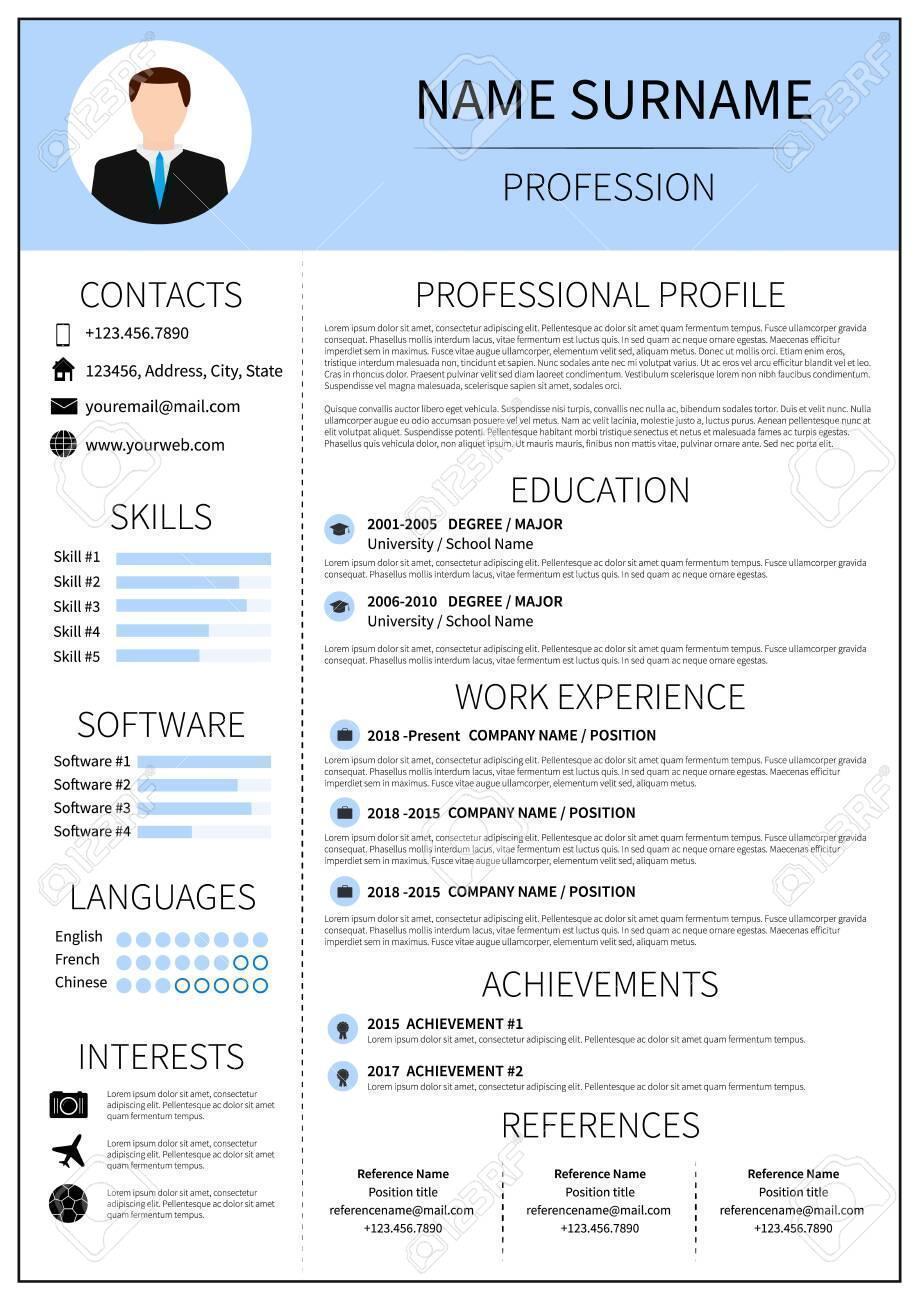 NAME SURNAME
PROFESSION
CONTACTS
+123.456.7890
123456, Address, City, State
youremail@mail.com
www.yourweb.com
SKILLS
Skill #1
Skill #2
Skill #3
Skill #4
Skill #5
SOFTWARE
Software #1
Software #2
Software #3
Software #4
LANGUAGES
English
French
Chinese
INTERESTS
Lorem ipsum dolor sit amet, consectetur
adipiscing elit. Pellentesque ac dolor sit amet
quam fermentum tempus.
Lorem ipsum dolor sit amet, consectetur
adipiscing elit. Pellentesque ac dolor sit amet
quam fermentum tempus.
Lorem ipsum dolor sit amet, consectetur
adipiscing elit. Pellentesque ac dolor sit amet
quam fermentum tempus.
PROFESSIONAL PROFILE
Lorem ipsum dolor sit amet, consectetur adipiscing elit. Pellentesque ac dolor sit amet quam fermentum tempus. Fusce ullamcorper gravida
consequat. Phasellus mollis interdum lacus, vitae fermentum est luctus quis. In sed quam ac ornare egestas. Maecenas efficitur
imperdiet sem in maximus. Fusce vitae augue ullamcorper, elementum velit sed, aliquam metus. Donec ut mollis orci. Etiam enim eros,
tristique interdum malesuada non, tincidunt et sapien. Nunc sodales ante nec mi volutpat varius. Ut ac eros vel arcu efficitur blandit vel et leo.
Cras in rhoncus dolor. Praesent efficitur velit sed diam laoreet condimentum. Vestibulum scelerisque lorem quis bibendum condimentum.
Suspendisse vel magna malesuada, scelerisque sem sit amet, sodales orci.
Quisque convallis auctor libero eget vehicula. Suspendisse nisi turpis, convallis nec nulla ac, bibendum sodales tortor. Vivamus non leo vitae nulla
ullamcorper augue eu odio accumsan posuere vel vel metus. Nam ac velit lacinia, molestie justo a, luctus purus. Aenean pellentesque nunc at
elit volutpat aliquet. Suspendisse potenti. Pellentesque habitant morbi tristique senectus et netus et malesuada fames ac turpis egestas.
Phasellus quis vehicula dolor, non aliquet ipsum. Ut mauris mauris, finibus non mattis vitae, pulvinar ornare ante. Sed nec porta elit.
EDUCATION
2001-2005 DEGREE / MAJOR
University / School Name
Lorem ipsum dolor sit amet, consectetur adipiscing elit. Pellentesque ac dolor sit amet quam fermentum tempus. Fusce ullamcorper gravida
consequat. Phasellus mollis interdum lacus, vitae fermentum est luctus quis. In sed quam ac ornare egestas.
2006-2010 DEGREE / MAJOR
University / School Name
Lorem ipsum dolor sit amet, consectetur adipiscing elit. Pellentesque ac dolor sit amet quam fermentum tempus. Fusce ullamcorper gravida
consequat. Phasellus mollis interdum lacus, vitae fermentum est luctus quis. In sed quam ac ornare egestas.
WORK EXPERIENCE
2018 -Present COMPANY NAME / POSITION
Lorem ipsum dolor sit amet, consectetur adipiscing elit. Pellentesque ac dolor sit amet quam fermentum tempus. Fusce ullamcorper gravida
consequat. Phasellus mollis interdum lacus, vitae fermentum est luctus quis. In sed quam ac ornare egestas. Maecenas efficitur
imperdiet sem in maximus. Fusce vitae augue ullamcorper, elementum velit sed, aliquam metus.
2018 -2015 COMPANY NAME / POSITION
Lorem ipsum dolor sit amet, consectetur adipiscing elit. Pellentesque ac dolor sit amet quam fermentum tempus. Fusce ullamcorper gravida
consequat. Phasellus mollis interdum lacus, vitae fermentum est luctus quis. In sed quam ac ornare egestas. Maecenas efficitur
imperdiet sem in maximus. Fusce vitae augue ullamcorper, elementum velit sed, aliquam metus.
2018 -2015 COMPANY NAME / POSITION
Lorem ipsum dolor sit amet, consectetur adipiscing elit. Pellentesque ac dolor sit amet quam fermentum tempus. Fusce ullamcorper gravida
consequat. Phasellus mollis interdum lacus, vitae fermentum est luctus quis. In sed quam ac ornare egestas. Maecenas efficitur
imperdiet sem in maximus. Fusce vitae augue ullamcorper, elementum velit sed, aliquam metus.
ACHIEVEMENTS
2015 ACHIEVEMENT #1
Lorem ipsum dolor sit amet, consectetur adipiscing elit. Pellentesque ac dolor sit amet quam fermentum tempus.
2017 ACHIEVEMENT #2
Lorem ipsum dolor sit amet, consectetur adipiscing elit. Pellentesque ac dolor sit amet quam fermentum tempus.
REFERENCES
Reference Name
Position title
referencename@mail.com
+123.456.7890
Reference Name
Position title
referencename@mail.com
+123.456.7890
Reference Name
Position title
referencename@mail.com
+123.456.7890
123RF